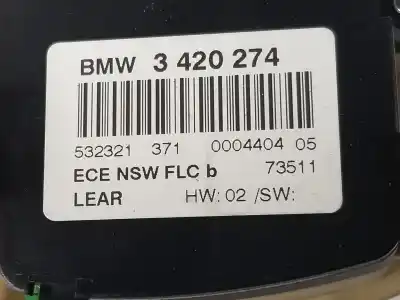 BMW 3 420 274
532321 371 0004404 05
ECE NSW FLC b 73511
LEAR HW: 02 /SW: